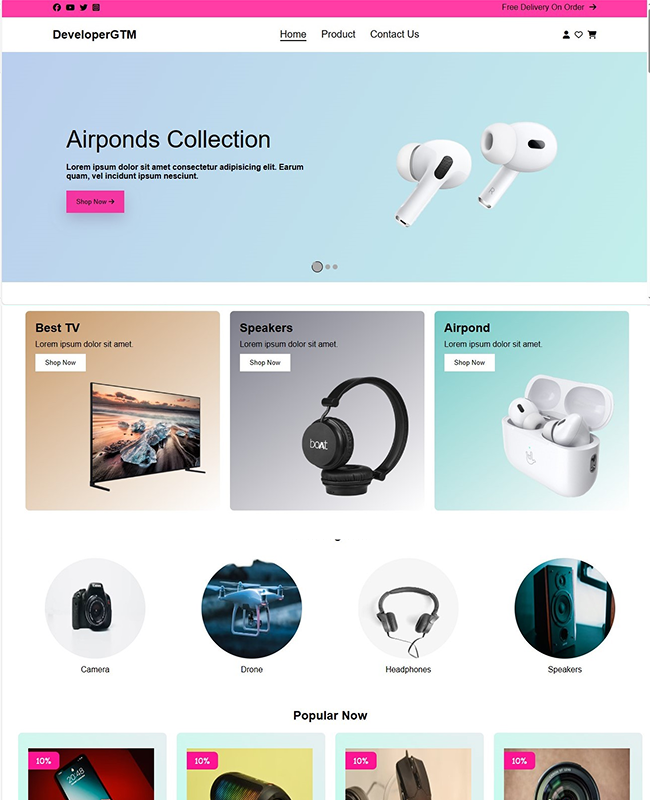 Free Delivery On Order
DeveloperGTM
Home Product Contact Us
Airponds Collection
Lorem ipsum dolor sit amet consectetur adipisicing elit. Earum
quam, vel incidunt ipsum nesciunt.
Shop Now
Best TV
Lorem ipsum dolor sit amet.
Shop Now
Speakers
Lorem ipsum dolor sit amet.
Shop Now
boAt
Airpond
Lorem ipsum dolor sit amet.
Shop Now
Camera
Drone
Headphones
Speakers
Popular Now
10%
10%
10%
10%